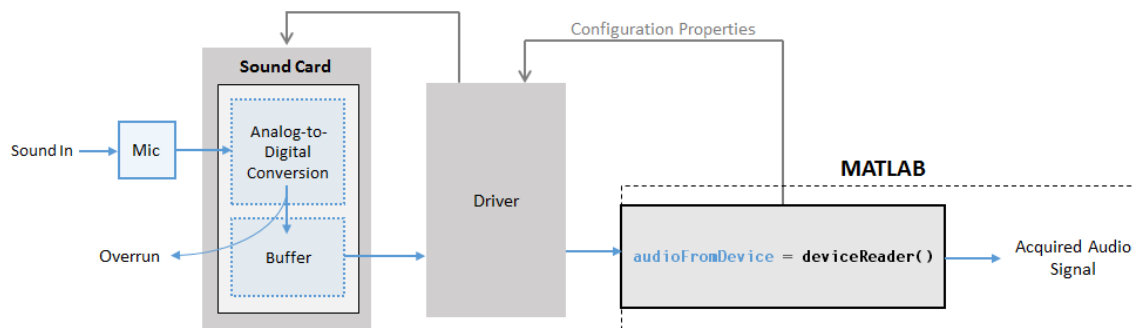 Configuration Properties
Sound Card
Analog-to-
Digital
Conversion
Sound In
Mic
MATLAB
Driver
Overrun
Buffer
audioFromDevice = deviceReader()
Acquired Audio
Signal